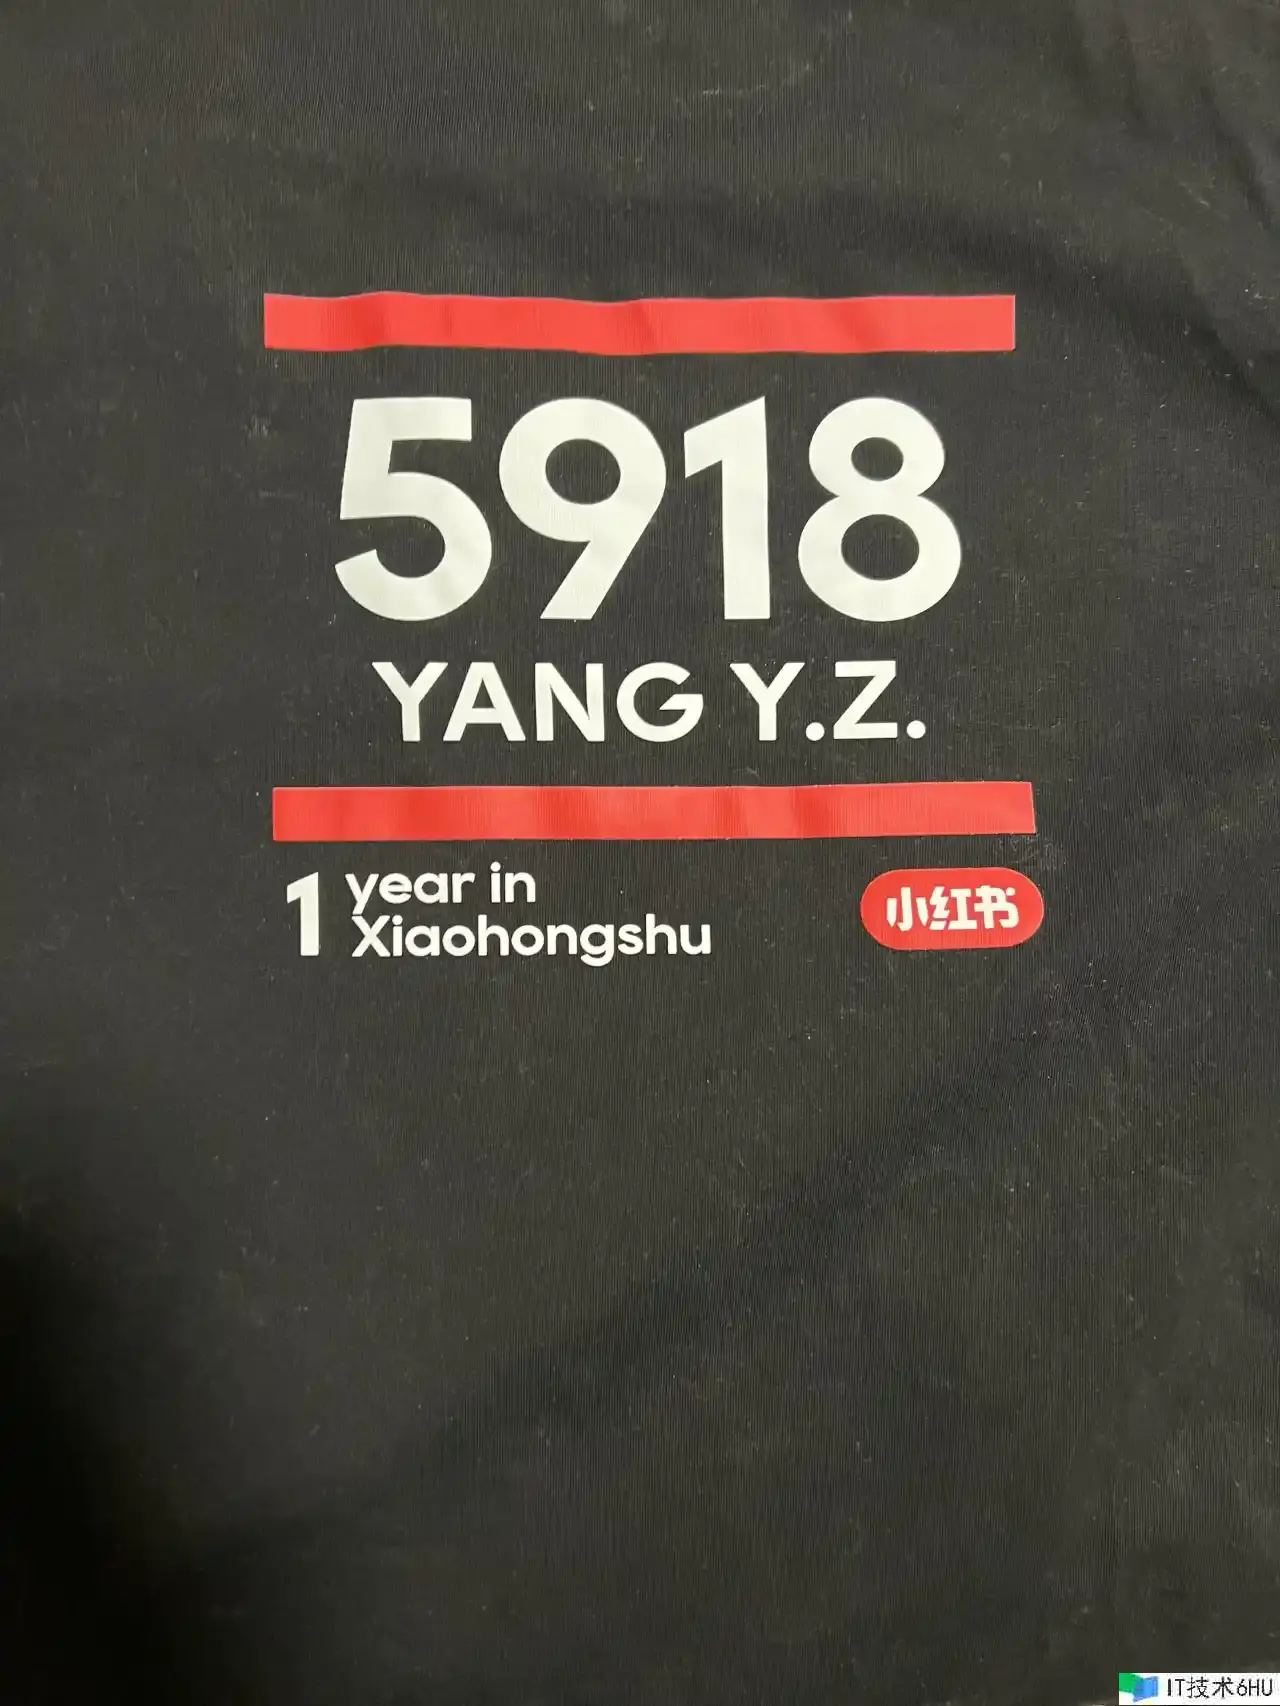 5918
YANG Y.Z.
1 year in
Xiaohongshu
小红书
IT技术6HU